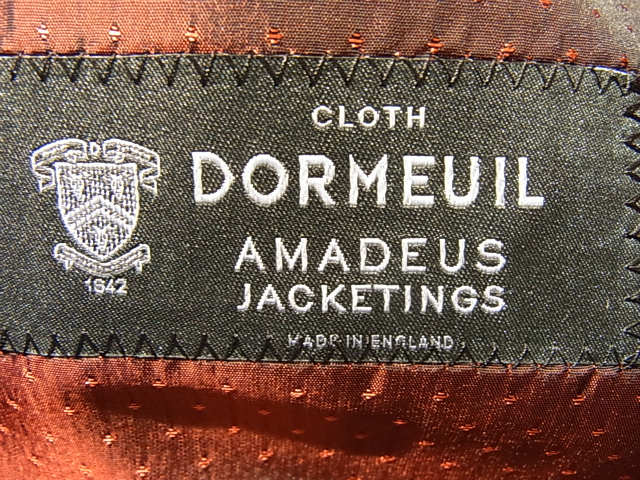 CLOTH
DORMEUIL
AMADEUS
JACKETINGS
MADE IN ENGLAND
D
1842